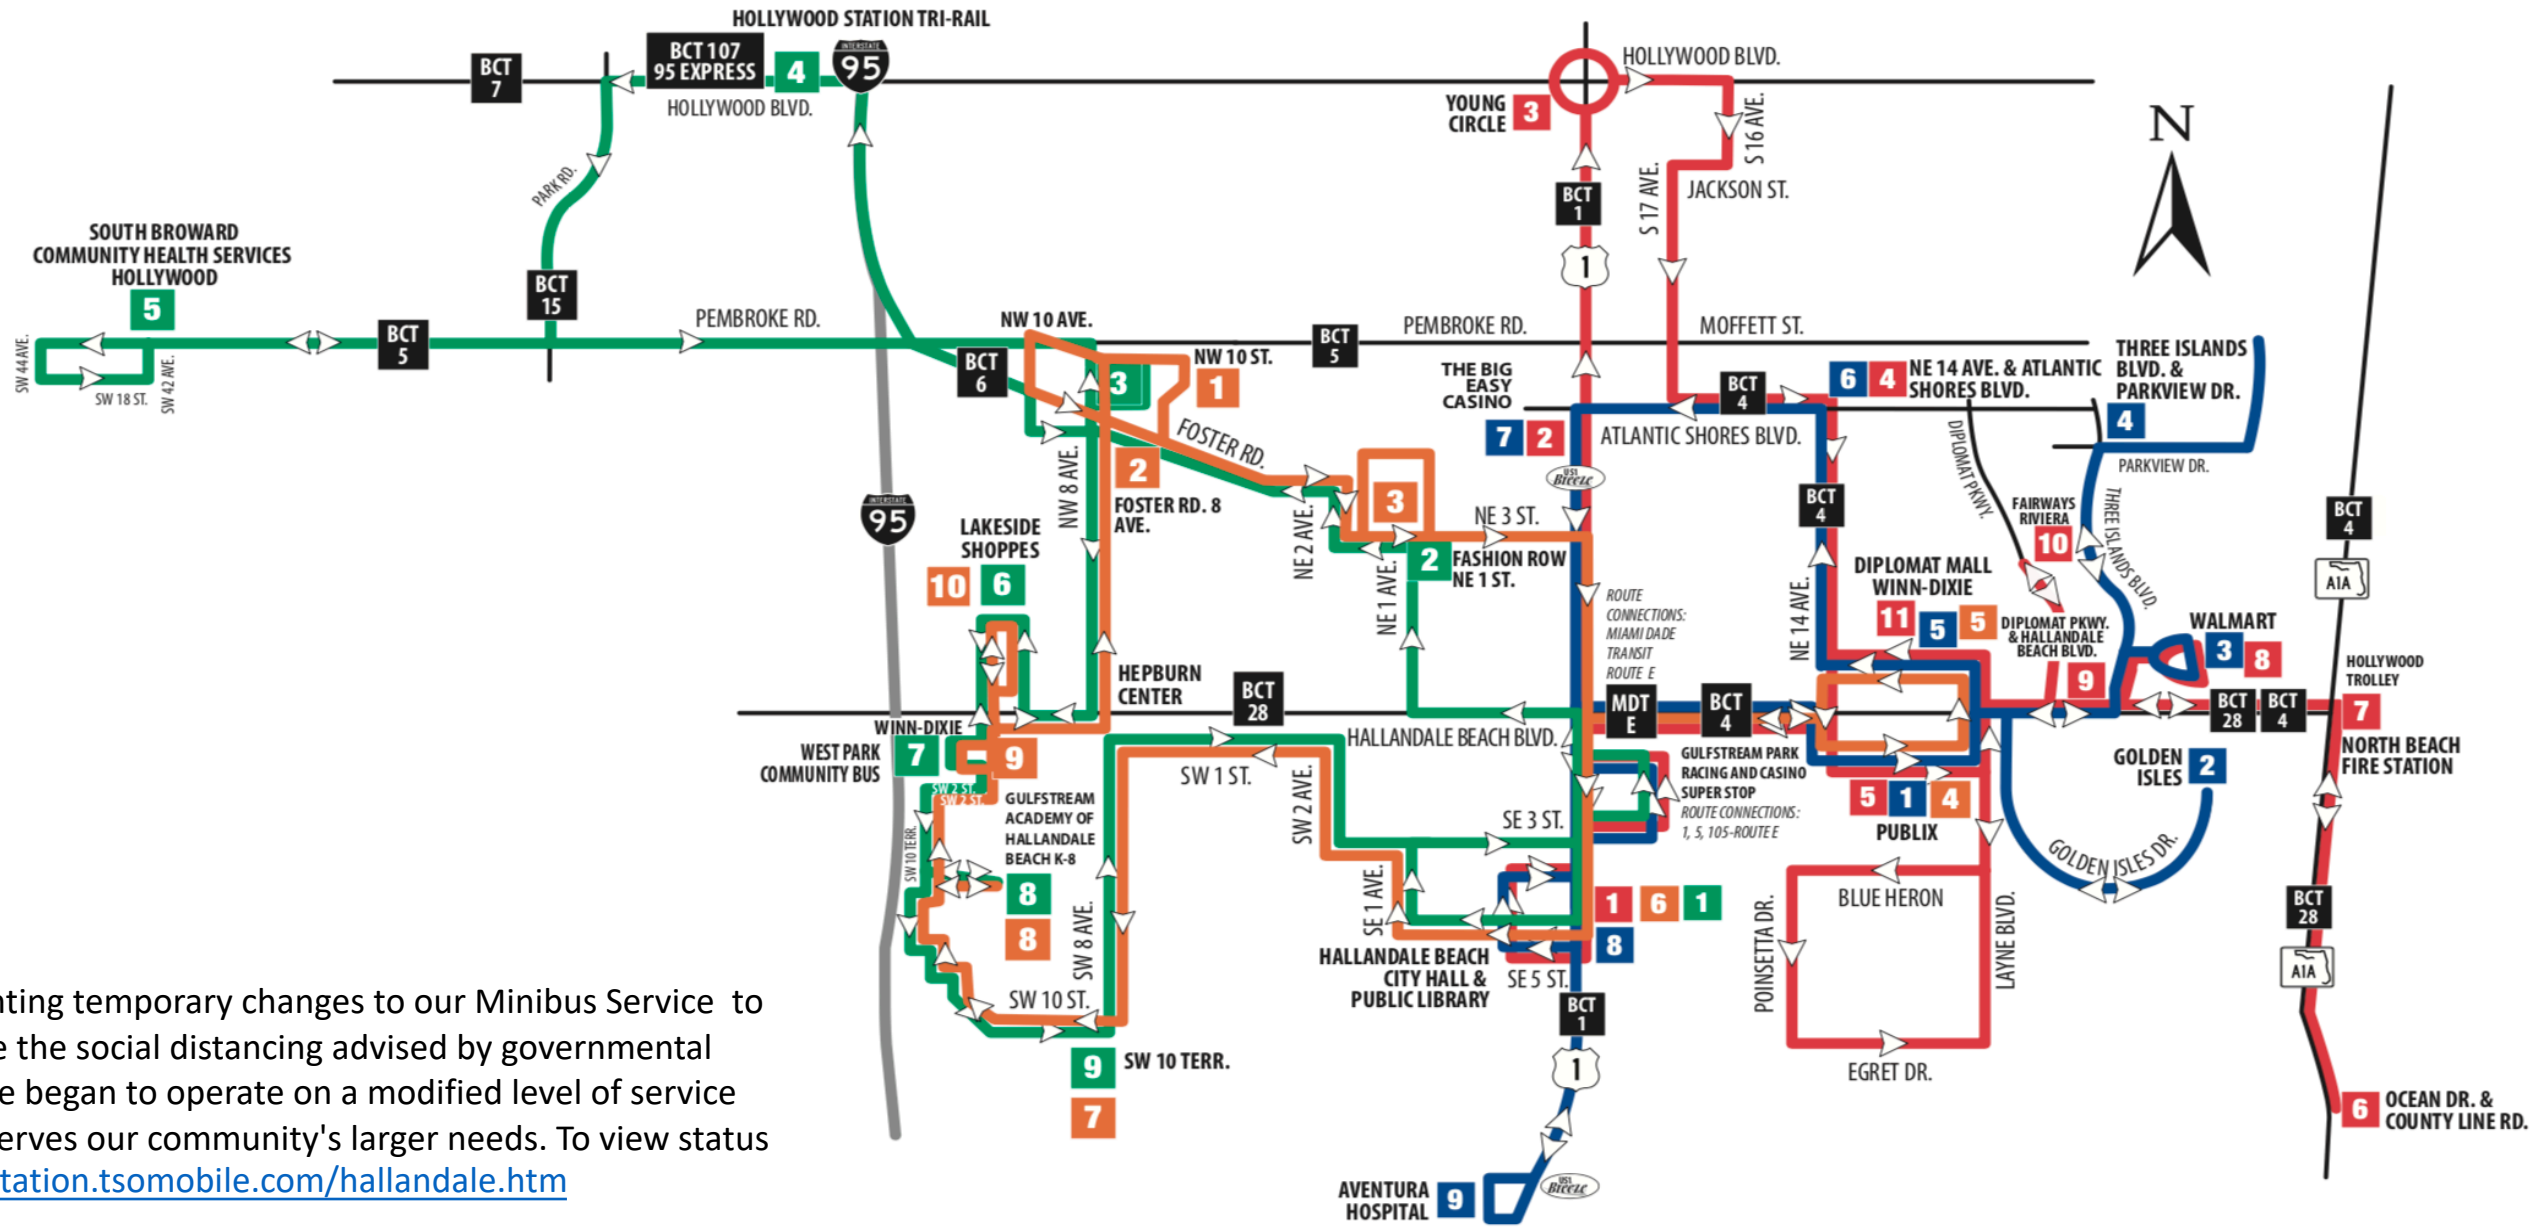 HOLLYWOOD STATION TRI-RAIL
BCT 7
BCT 107
95 EXPRESS
4
INTERSTATE
95
HOLLYWOOD BLVD.
HOLLYWOOD BLVD.
YOUNG
CIRCLE
3
S 16 AVE.
N
PARK RD.
BCT 1
1
S 17 AVE.
JACKSON ST.
SOUTH BROWARD
COMMUNITY HEALTH SERVICES
HOLLYWOOD
5
BCT 15
SW 44 AVE.
BCT 5
SW 18 ST.
SW 42 AVE.
PEMBROKE RD.
NW 10 AVE.
BCT 6
3
NW 10 ST.
1
BCT 5
PEMBROKE RD.
MOFFETT ST.
THE BIG
EASY
CASINO
7
2
BCT 4
6
4
NE 14 AVE. & ATLANTIC
SHORES BLVD.
THREE ISLANDS
BLVD. &
PARKVIEW DR.
4
PARKVIEW DR.
ATLANTIC SHORES BLVD.
DIPLOMAT PKWY.
US1
Breeze
FOSTER RD.
2
FOSTER RD. 8
AVE.
NW 8 AVE.
INTERSTATE
95
NE 2 AVE.
3
NE 3 ST.
2
FASHION ROW
NE 1 ST.
NE 1 AVE.
LAKESIDE
SHOPPES
10
6
ROUTE
CONNECTIONS:
MIAMI DADE
TRANSIT
ROUTE E
BCT 4
NE 14 AVE.
FAIRWAYS
RIVIERA
10
THREE ISLANDS BLVD.
BCT 4
A1A
DIPLOMAT MALL
WINN-DIXIE
11
5
5
DIPLOMAT PKWY.
& HALLANDALE
BEACH BLVD.
9
WALMART
3
8
HOLLYWOOD
TROLLEY
7
NORTH BEACH
FIRE STATION
BCT 28
BCT 4
HEPBURN
CENTER
BCT 28
MDT E
BCT 4
HALLANDALE BEACH BLVD.
WINN-DIXIE
WEST PARK
COMMUNITY BUS
7
9
SW 2 ST.
SW 2 ST.
SW 1 ST.
SW 2 AVE.
GULFSTREAM PARK
RACING AND CASINO
SUPER STOP
ROUTE CONNECTIONS:
1, 5, 105-ROUTE E
5
1
4
PUBLIX
GOLDEN
ISLES
2
GOLDEN ISLES DR.
GULFSTREAM
ACADEMY OF
HALLANDALE
BEACH K-8
8
8
SW 10 TERR.
SW 8 AVE.
SE 3 ST.
SE 1 AVE.
1
6
1
8
HALLANDALE BEACH
CITY HALL &
PUBLIC LIBRARY
SE 5 ST.
BLUE HERON
POINSETTA DR.
LAYNE BLVD.
EGRET DR.
BCT 28
A1A
SW 10 ST.
9
SW 10 TERR.
7
BCT 1
1
6
OCEAN DR. &
COUNTY LINE RD.
AVENTURA
HOSPITAL
9
US1
Breeze
nting temporary changes to our Minibus Service to
e the social distancing advised by governmental
e began to operate on a modified level of service
erves our community's larger needs. To view status
tation.tsomobile.com/hallandale.htm